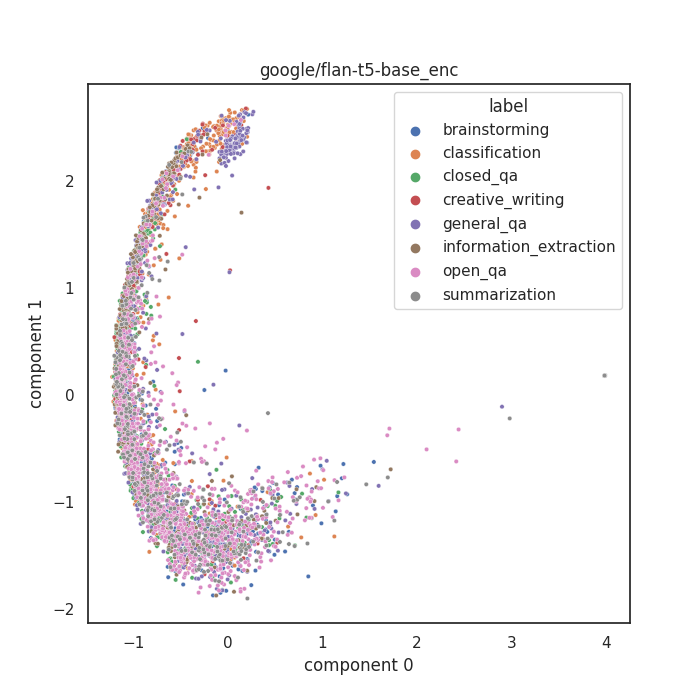 google/flan-t5-base_enc
label
brainstorming
classification
closed_qa
creative_writing
general_qa
information_extraction
open_qa
summarization
2
1
0
−1
−2
component 1
−1 0 1 2 3 4
component 0